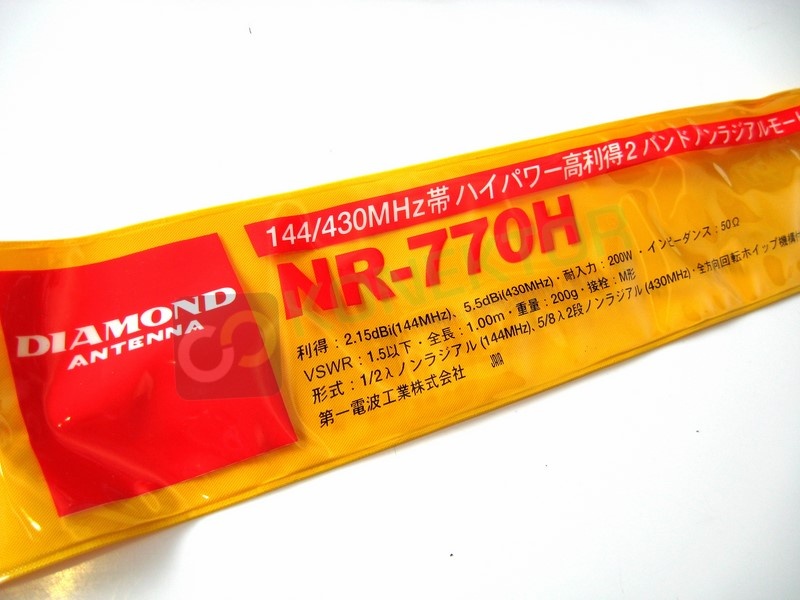 144/430MHz帯 ハイパワー高利得2バンドノンラジアルモー
NR-770H
DIAMOND
ANTENNA
利得：2.15dBi(144MHz)、5.5dBi(430MHz)・耐入力：200W・インピーダンス：50Ω
VSWR：1.5以下・全長：1.00m・重量：200g・接栓：M形
形式：1/2λノンラジアル(144MHz)、5/8λ2段ノンラジアル(430MHz)・全方向回転ホイップ機構
第一電波工業株式会社
KONEKTOR